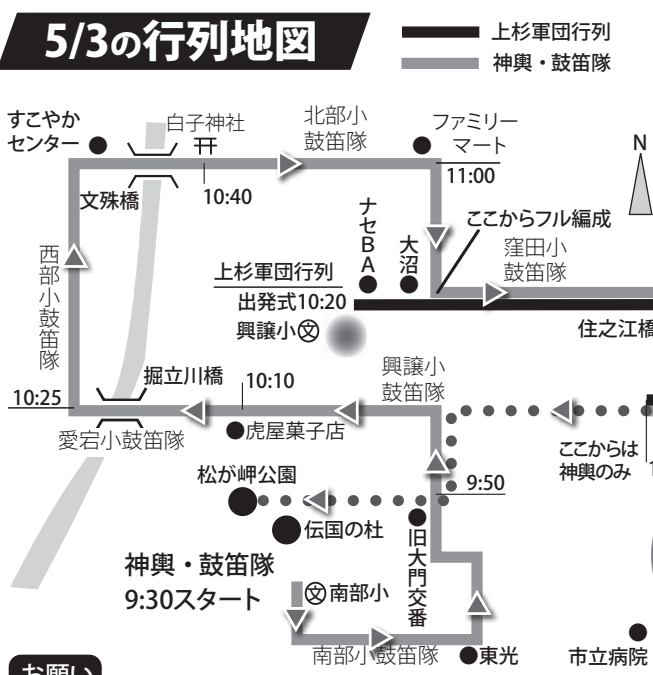 5/3の行列地図
上杉軍団行列
神輿・鼓笛隊
すこやか
センター
白子神社
北部小
鼓笛隊
ファミリー
マート
N
文殊橋
10:40
11:00
ナセBA
大沼
ここからフル編成
窪田小
鼓笛隊
西部小鼓笛隊
上杉軍団行列
出発式10:20
興譲小文
住之江橋
掘立川橋
10:10
興譲小
鼓笛隊
10:25
愛宕小鼓笛隊
虎屋菓子店
ここからは
神輿のみ
松が岬公園
9:50
伝国の杜
旧大門交番
神輿・鼓笛隊
9:30スタート
文南部小
南部小鼓笛隊
東光
市立病院
お願い